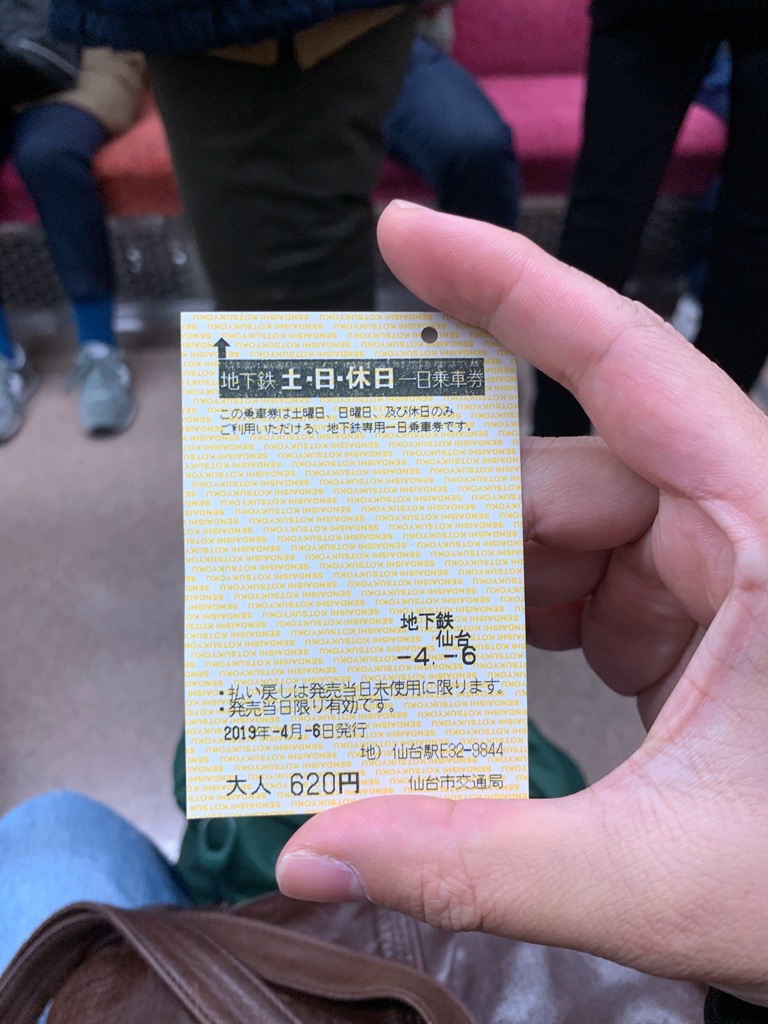 地下鉄 土・日・休日 一日乗車券
この乗車券は土曜日、日曜日、及び休日のみ
ご利用いただける、地下鉄専用一日乗車券です。
地下鉄
仙台
-4.-6
・払い戻しは発売当日未使用に限ります。
・発売当日限り有効です。
2019年-4月-6日発行
地)仙台駅E32-9844
大人 620円 仙台市交通局
SENDAISHI KOTSUKYOKU